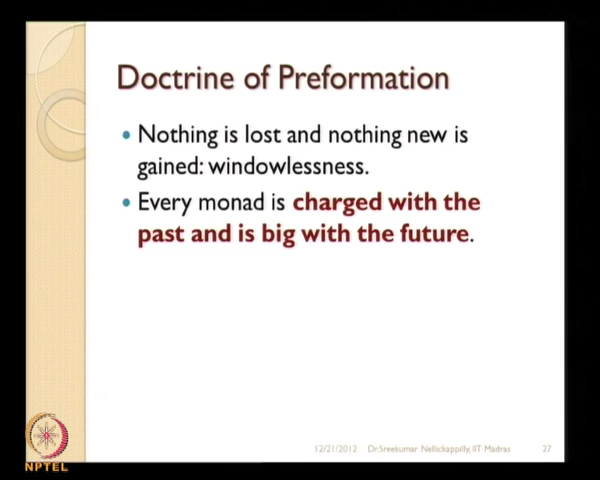 Doctrine of Preformation
Nothing is lost and nothing new is
gained: windowlessness.
Every monad is charged with the
past and is big with the future.
12/21/2012 Dr.Sreekumar Nellickappilly, IIT Madras 27
NPTEL